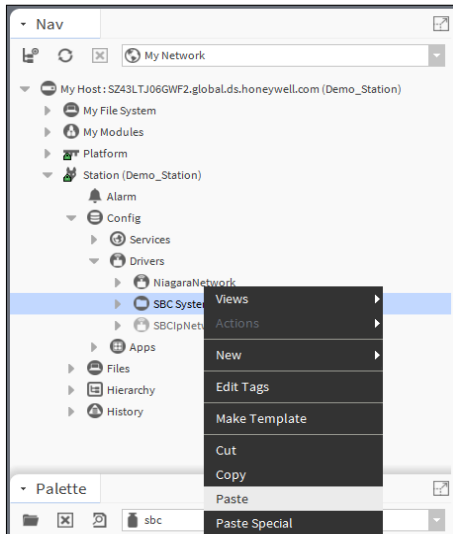 Nav
My Network
My Host : SZ43LTJ06GWF2.global.ds.honeywell.com (Demo_Station)
My File System
My Modules
Platform
Station (Demo_Station)
Alarm
Config
Services
Drivers
NiagaraNetwork
SBC Syste
SBCIpNetw
Apps
Files
Hierarchy
History
Views
Actions
New
Edit Tags
Make Template
Cut
Copy
Paste
Paste Special
Palette
sbc